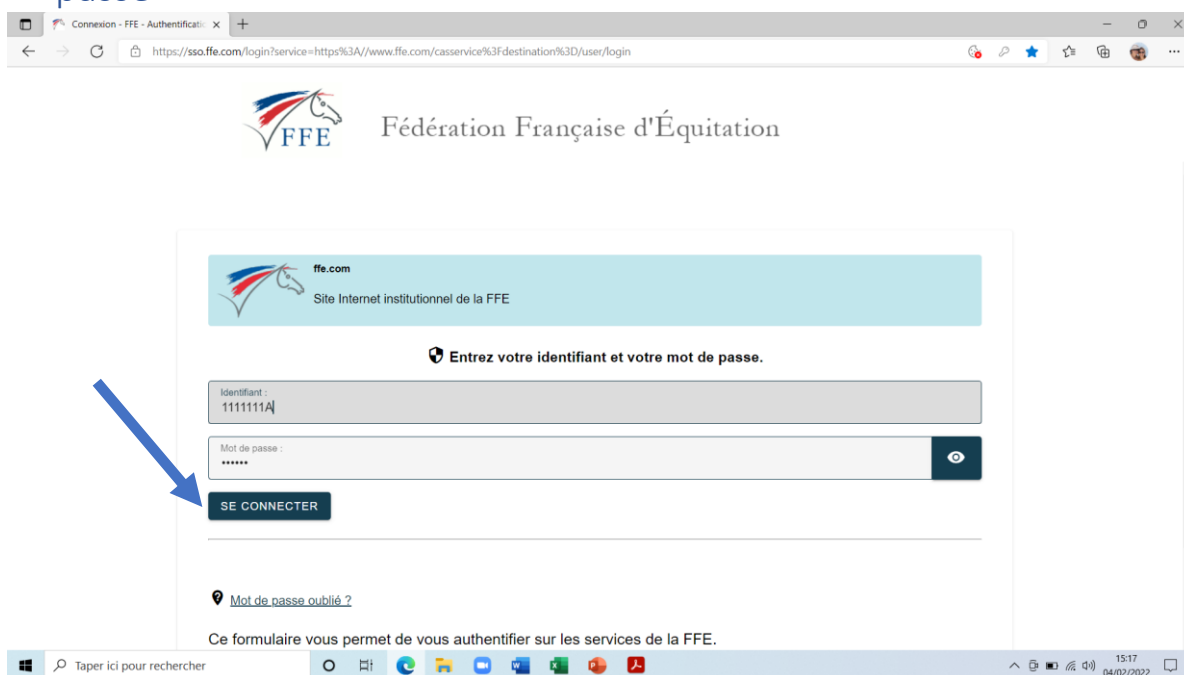 passe
Connexion - FFE - Authentificatio
https://sso.ffe.com/login?service=https%3A//www.ffe.com/casservice%3Fdestination%3D/user/login
FFE
Fédération Française d'Équitation
ffe.com
Site Internet institutionnel de la FFE
Entrez votre identifiant et votre mot de passe.
Identifiant :
1111111A
Mot de passe :
••••••
SE CONNECTER
Mot de passe oublié ?
Ce formulaire vous permet de vous authentifier sur les services de la FFE.
Taper ici pour rechercher
15:17
04/02/2022